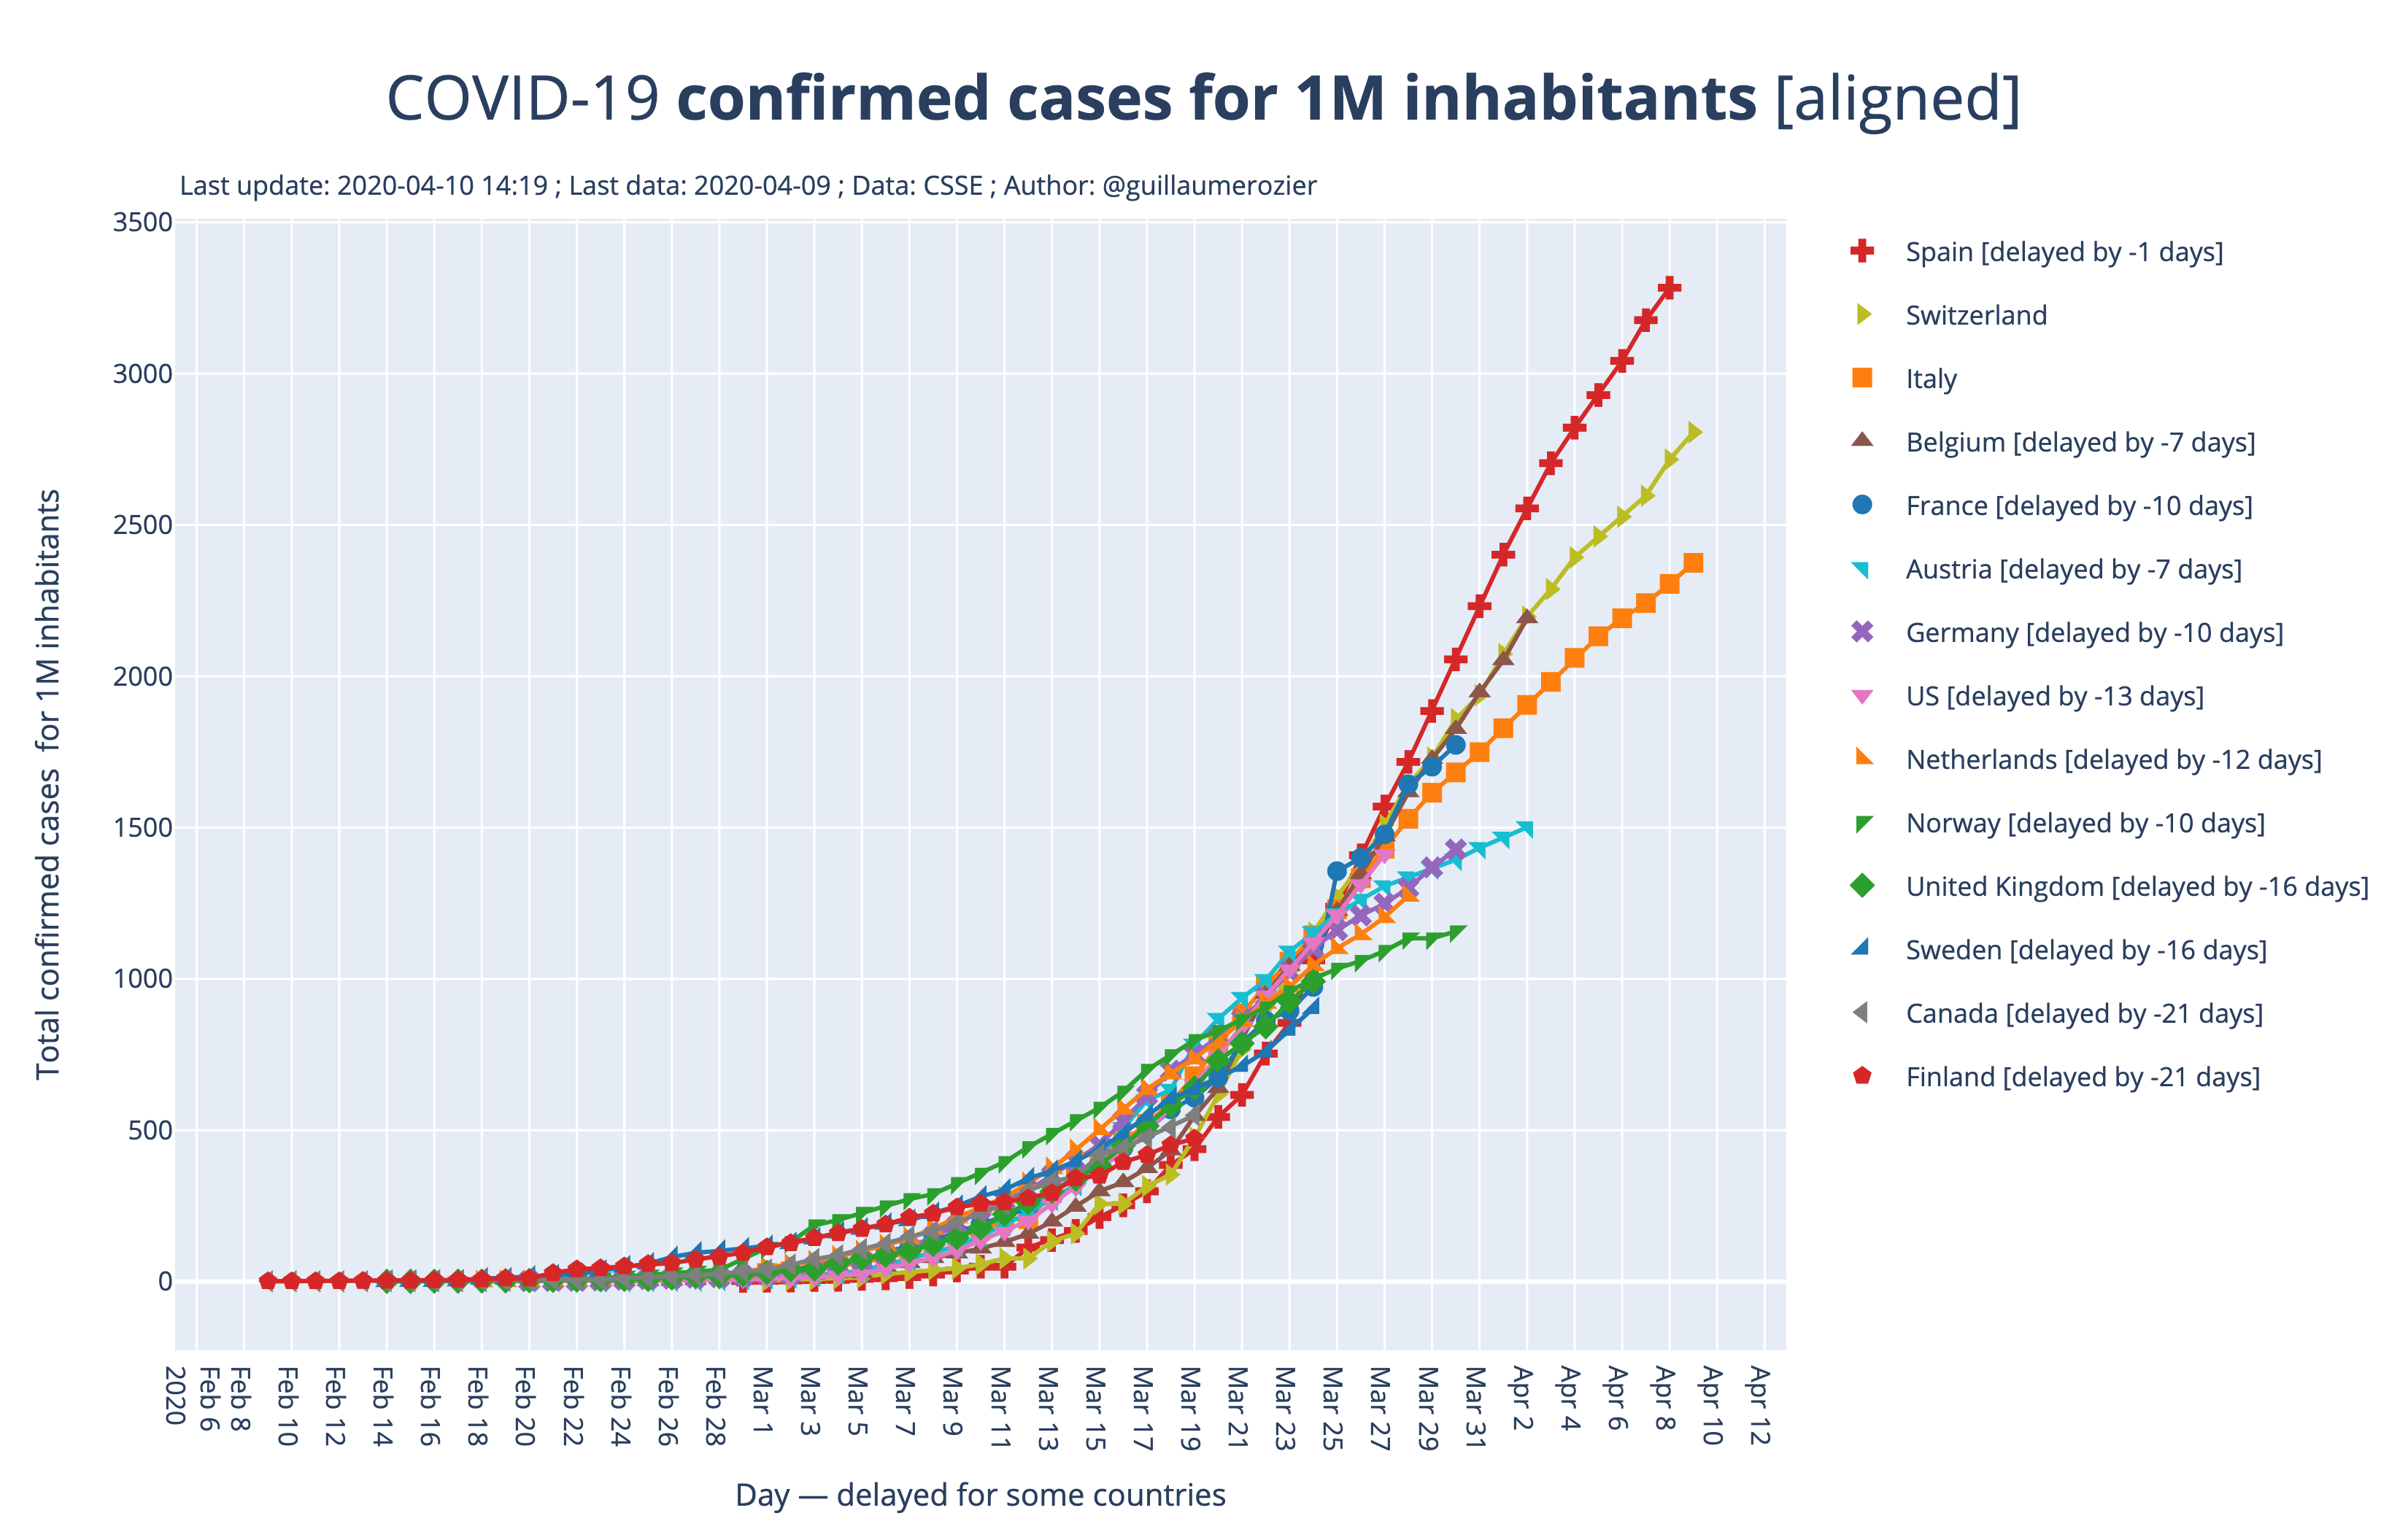 COVID-19 confirmed cases for 1M inhabitants [aligned]
Last update: 2020-04-10 14:19 ; Last data: 2020-04-09 ; Data: CSSE ; Author: @guillaumerozier
Total confirmed cases for 1M inhabitants
3500
3000
2500
2000
1500
1000
500
0
Feb 6
2020
Feb 8
Feb 10
Feb 12
Feb 14
Feb 16
Feb 18
Feb 20
Feb 22
Feb 24
Feb 26
Feb 28
Mar 1
Mar 3
Mar 5
Mar 7
Mar 9
Mar 11
Mar 13
Mar 15
Mar 17
Mar 19
Mar 21
Mar 23
Mar 25
Mar 27
Mar 29
Mar 31
Apr 2
Apr 4
Apr 6
Apr 8
Apr 10
Apr 12
Day — delayed for some countries
Spain [delayed by -1 days]
Switzerland
Italy
Belgium [delayed by -7 days]
France [delayed by -10 days]
Austria [delayed by -7 days]
Germany [delayed by -10 days]
US [delayed by -13 days]
Netherlands [delayed by -12 days]
Norway [delayed by -10 days]
United Kingdom [delayed by -16 days]
Sweden [delayed by -16 days]
Canada [delayed by -21 days]
Finland [delayed by -21 days]